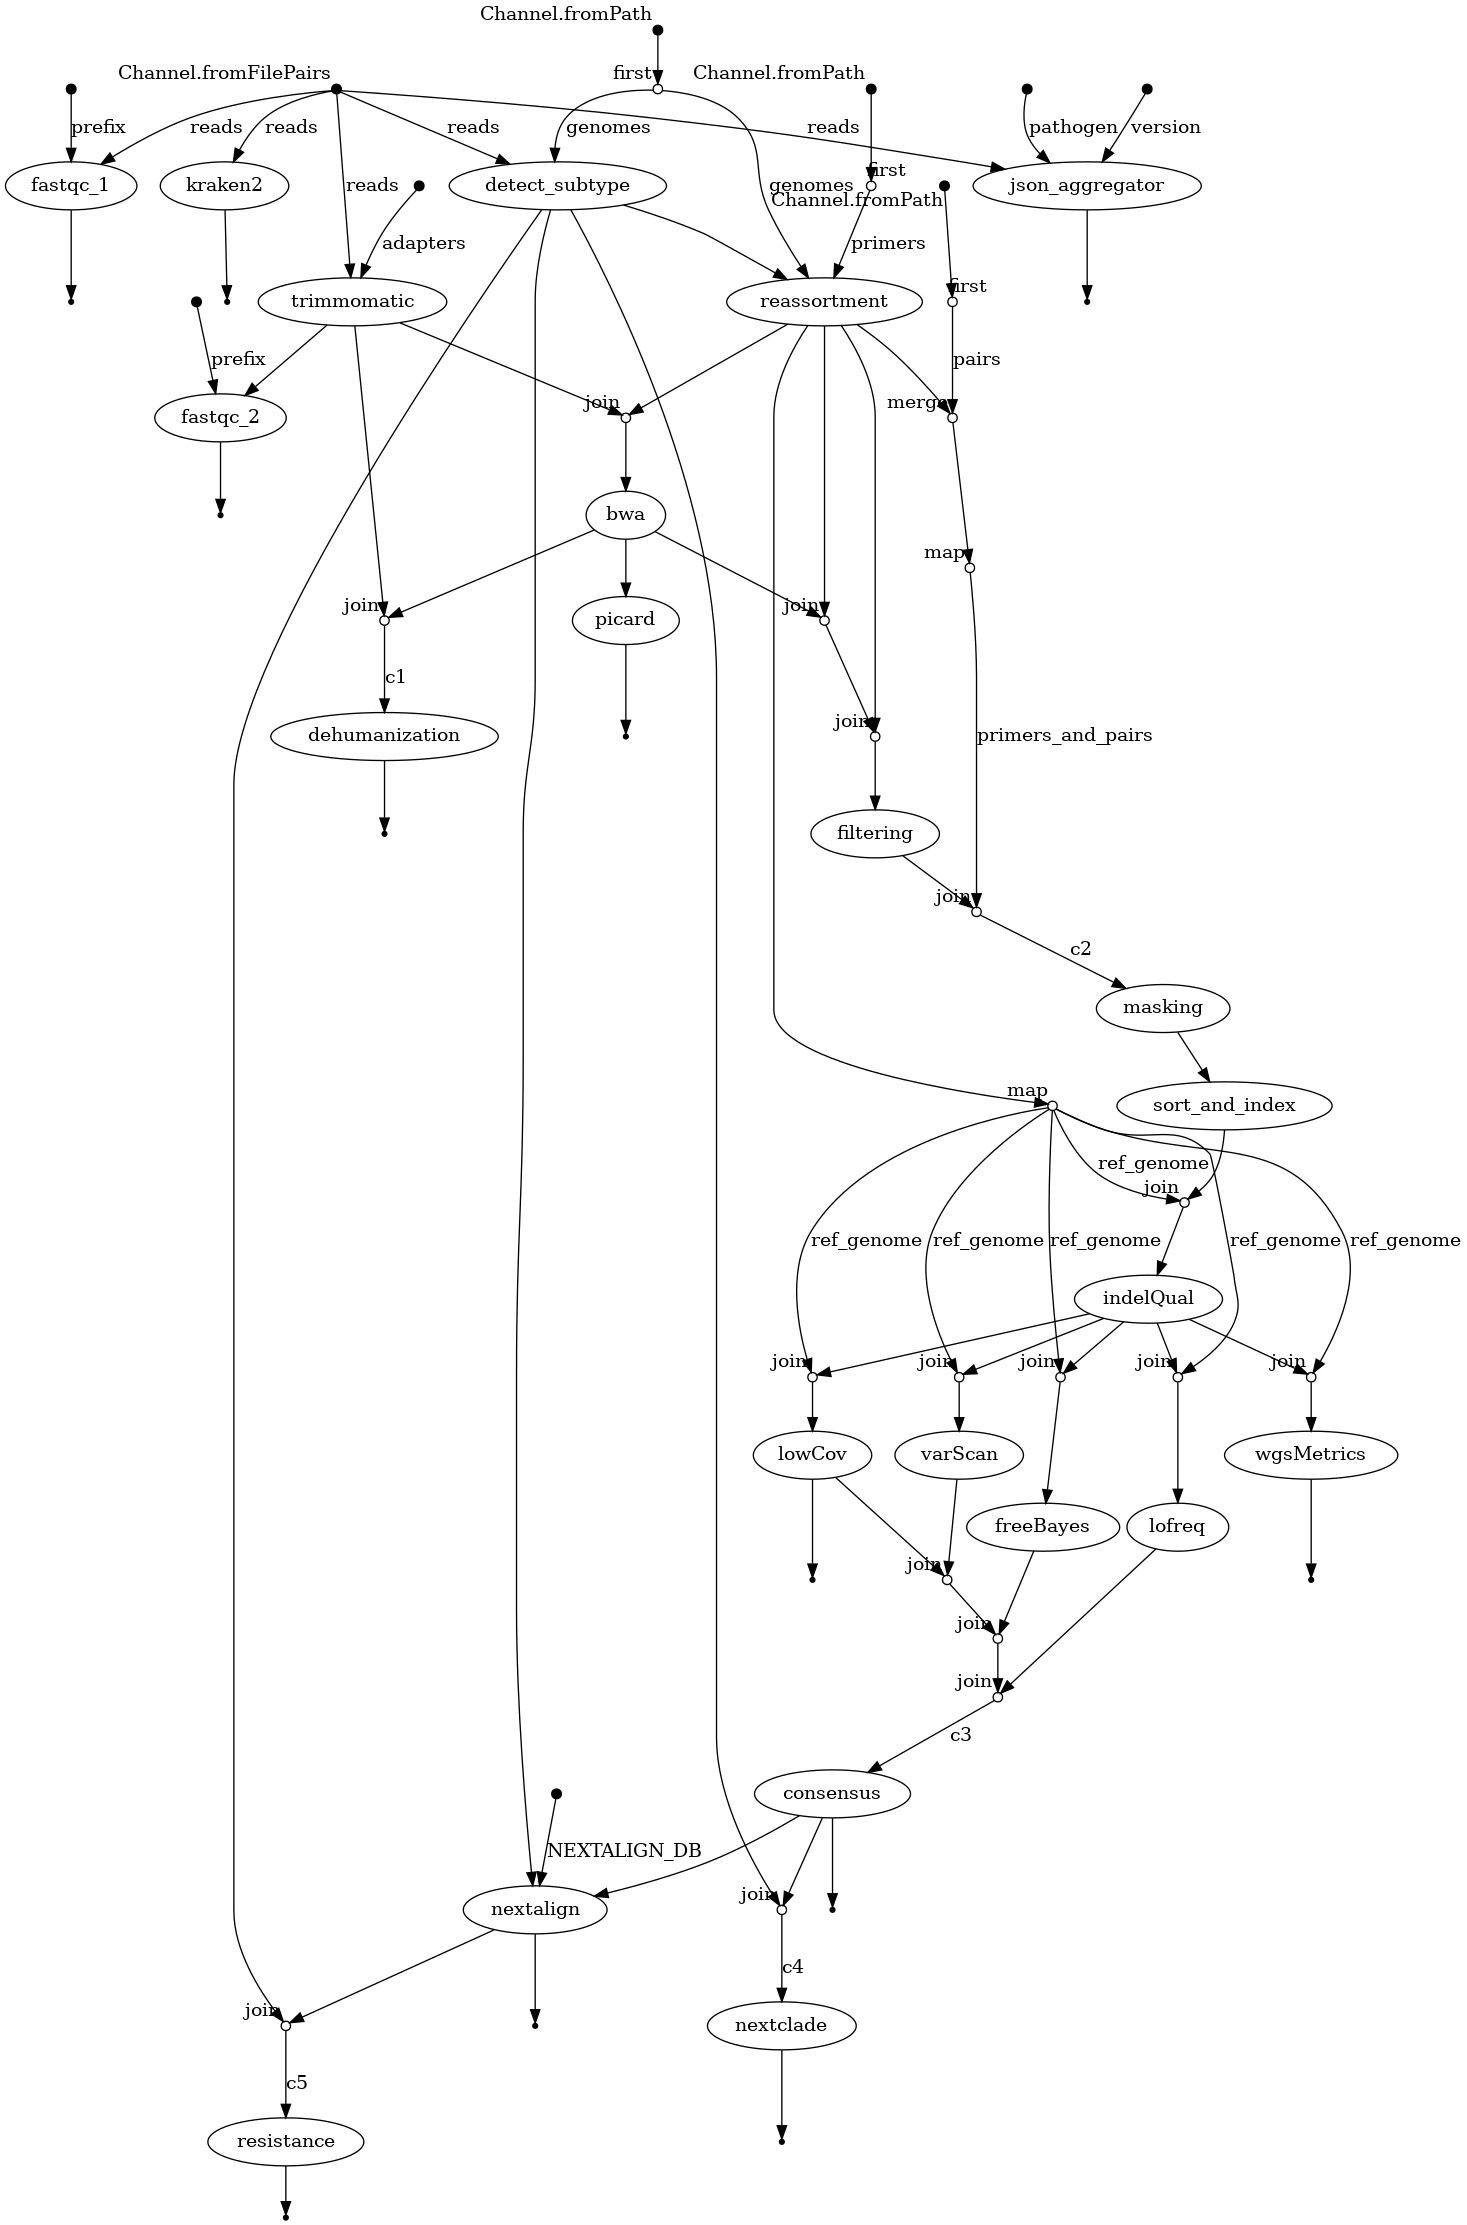 Channel.fromPath
Channel.fromFilePairs
first
Channel.fromPath
prefix
reads
reads
reads
genomes
reads
pathogen
version
fastqc_1
kraken2
reads
detect_subtype
genomes
first
Channel.fromPath
json_aggregator
adapters
primers
trimmomatic
reassortment
first
prefix
pairs
fastqc_2
join
merge
bwa
map
join
picard
join
c1
dehumanization
join
primers_and_pairs
filtering
join
c2
masking
map
sort_and_index
ref_genome
join
ref_genome
ref_genome
ref_genome
ref_genome
ref_genome
indelQual
join
join
join
join
join
lowCov
varScan
wgsMetrics
freeBayes
lofreq
join
join
join
c3
consensus
NEXTALIGN_DB
nextalign
join
c4
join
nextclade
c5
resistance